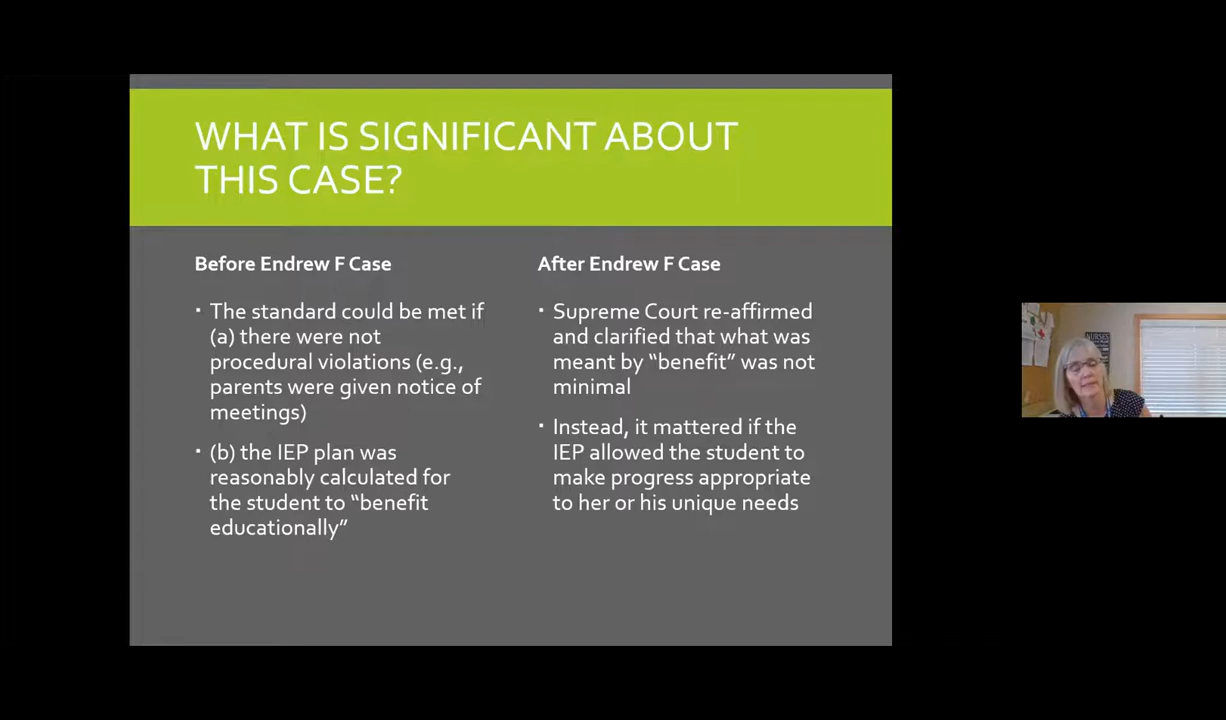 WHAT IS SIGNIFICANT ABOUT
THIS CASE?
Before Endrew F Case
▪ The standard could be met if
(a) there were not
procedural violations (e.g.,
parents were given notice of
meetings)
▪ (b) the IEP plan was
reasonably calculated for
the student to “benefit
educationally”
After Endrew F Case
▪ Supreme Court re-affirmed
and clarified that what was
meant by “benefit” was not
minimal
▪ Instead, it mattered if the
IEP allowed the student to
make progress appropriate
to her or his unique needs
NURSES